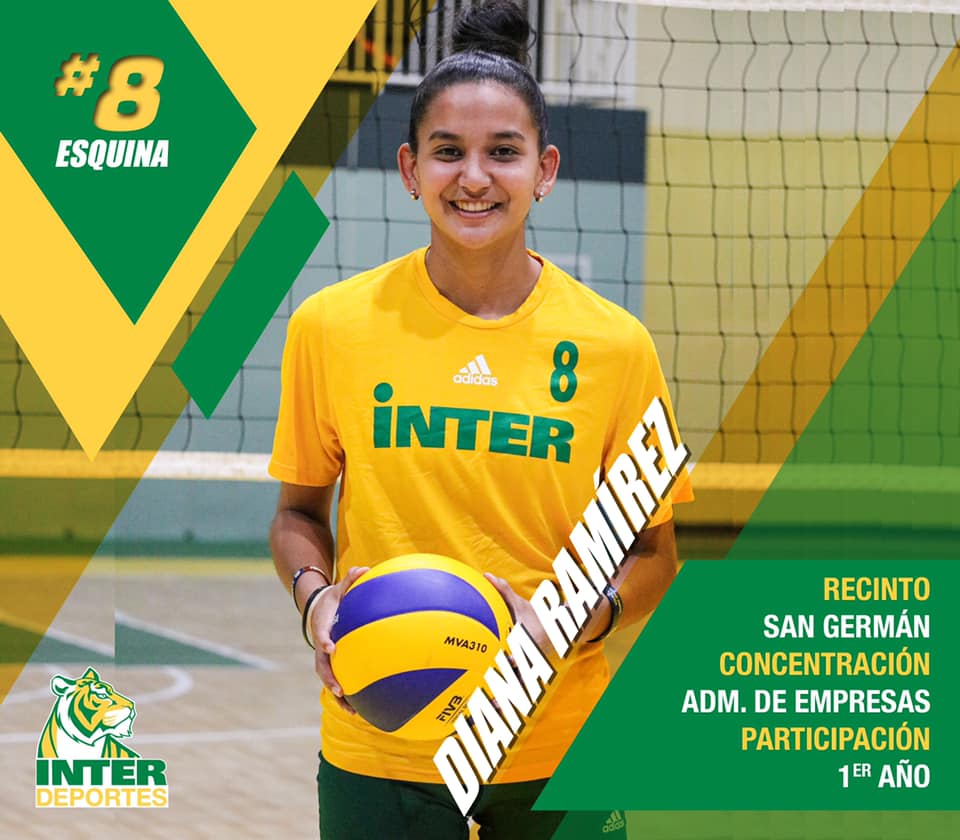 #8
ESQUINA
adidas
8
iNTER
MVA310
FIVB
DIANA RAMÍREZ
RECINTO
SAN GERMÁN
CONCENTRACIÓN
ADM. DE EMPRESAS
PARTICIPACIÓN
1ER AÑO
INTER
DEPORTES
adidas